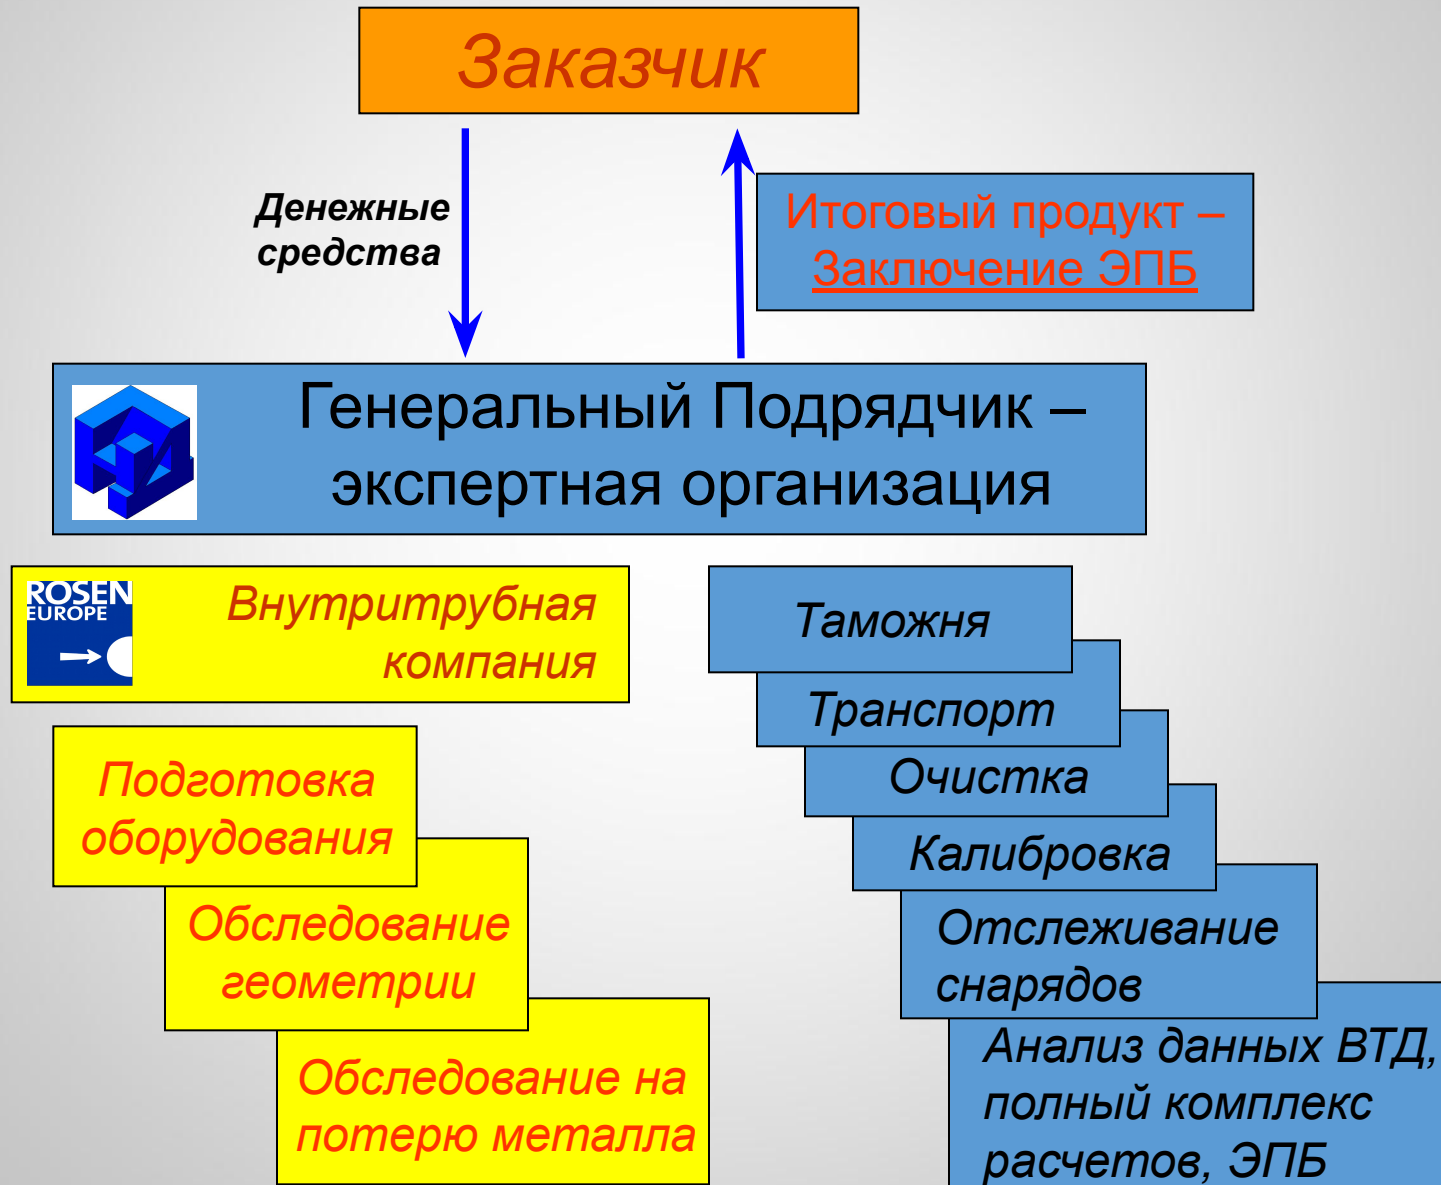 Заказчик
Денежные
средства
Итоговый продукт –
Заключение ЭПБ
Генеральный Подрядчик –
экспертная организация
ROSEN
EUROPE
Внутритрубная
компания
Подготовка
оборудования
Обследование
геометрии
Обследование на
потерю металла
Таможня
Транспорт
Очистка
Калибровка
Отслеживание
снарядов
Анализ данных ВТД,
полный комплекс
расчетов, ЭПБ